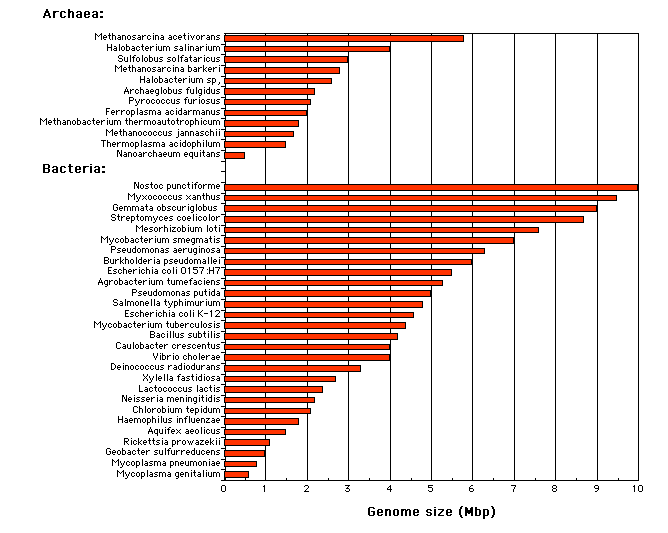 Archaea:
Methanosarcina acetivorans
Halobacterium salinarium
Sulfolobus solfataricus
Methanosarcina barkeri
Halobacterium sp,
Archaeglobus fulgidus
Pyrococcus furiosus
Ferroplasma acidarmanus
Methanobacterium thermoautotrophicum
Methanococcus jannaschii
Thermoplasma acidophilum
Nanoarchaeum equitans
Bacteria:
Nostoc punctiforme
Myxococcus xanthus
Gemmata obscuriglobus
Streptomyces coelicolor
Mesorhizobium loti
Mycobacterium smegmatis
Pseudomonas aeruginosa
Burkholderia pseudomallei
Escherichia coli O157:H7
Agrobacterium tumefaciens
Pseudomonas putida
Salmonella typhimurium
Escherichia coli K-12
Mycobacterium tuberculosis
Bacillus subtilis
Caulobacter crescentus
Vibrio cholerae
Deinococcus radiodurans
Xylella fastidiosa
Lactococcus lactis
Neisseria meningitidis
Chlorobium tepidum
Haemophilus influenzae
Aquifex aeolicus
Rickettsia prowazekii
Geobacter sulfurreducens
Mycoplasma pneumoniae
Mycoplasma genitalium
0 1 2 3 4 5 6 7 8 9 10
Genome size (Mbp)